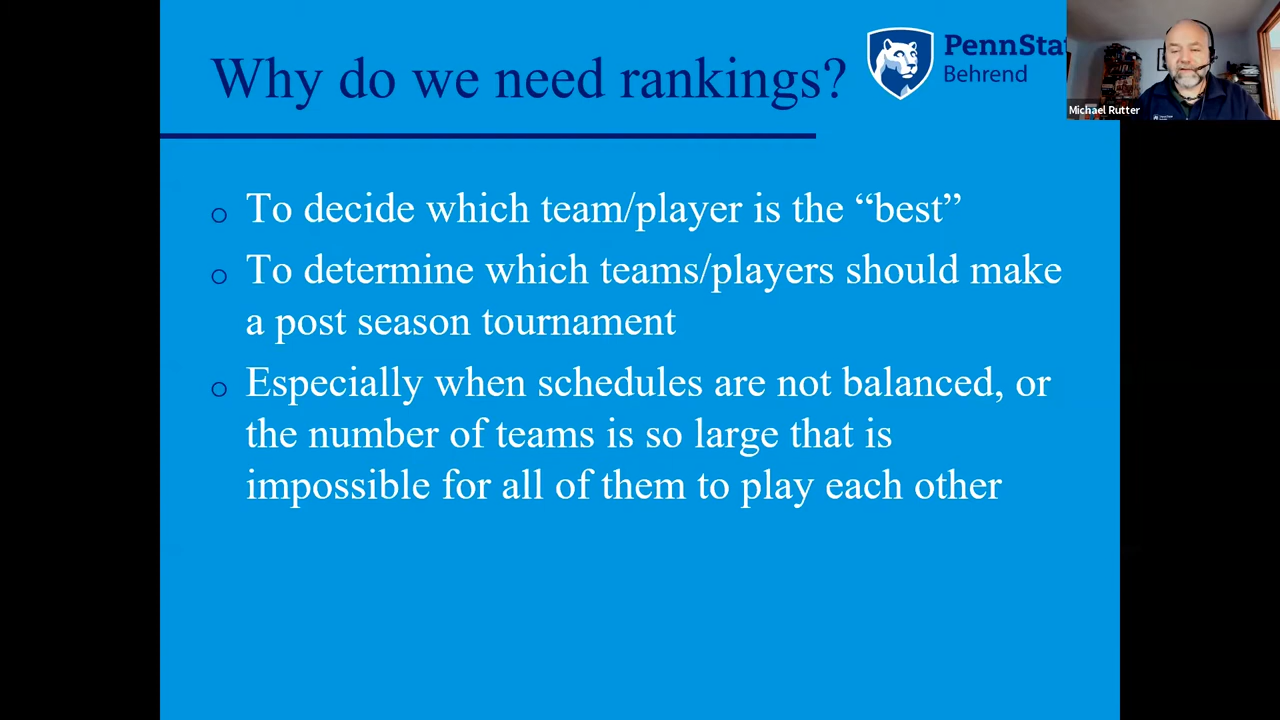 Why do we need rankings?
PennSta
Behrend
Michael Rutter
o To decide which team/player is the “best”
o To determine which teams/players should make
a post season tournament
o Especially when schedules are not balanced, or
the number of teams is so large that is
impossible for all of them to play each other